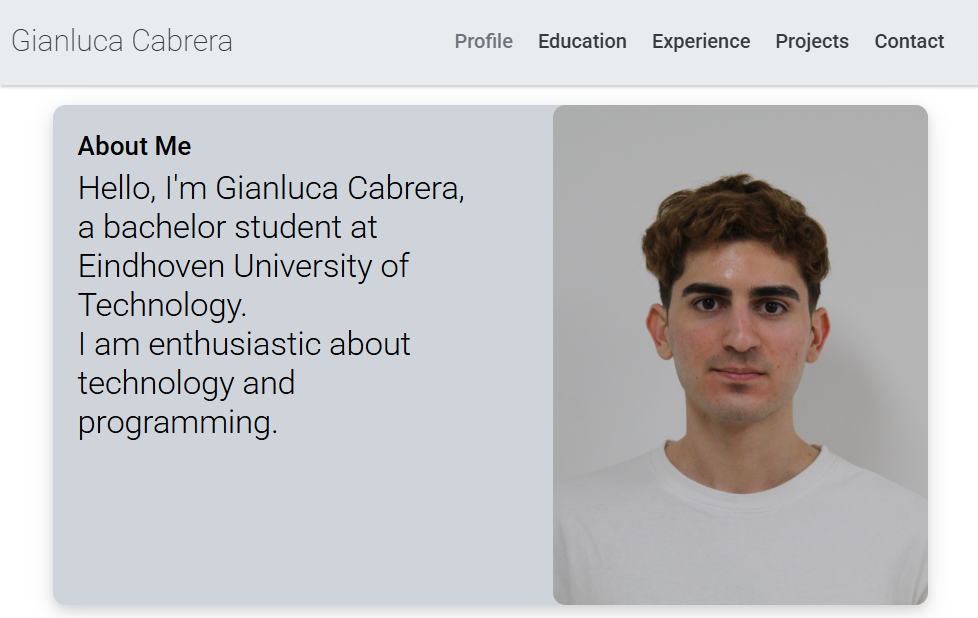 Gianluca Cabrera
Profile Education Experience Projects Contact
About Me
Hello, I'm Gianluca Cabrera,
a bachelor student at
Eindhoven University of
Technology.
I am enthusiastic about
technology and
programming.